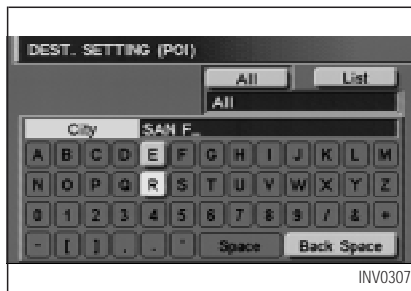 DEST. SETTING (POI)
All List
All
City SAN F_
A B C D E F G H I J K L M
N O P Q R S T U V W X Y Z
0 1 2 3 4 5 6 7 8 9 / & +
- [ ] , . ' Space Back Space
INV0307